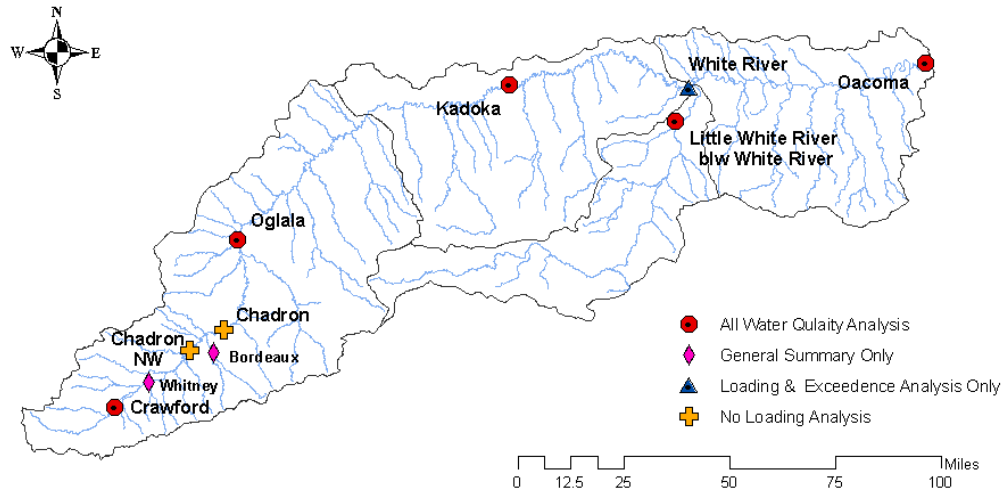 N
W E
S
White River
Oacoma
Kadoka
Little White River
blw White River
Oglala
Chadron
Chadron
NW
Bordeaux
Whitney
Crawford
All Water Qulaity Analysis
General Summary Only
Loading & Exceedence Analysis Only
No Loading Analysis
Miles
0 12.5 25 50 75 100